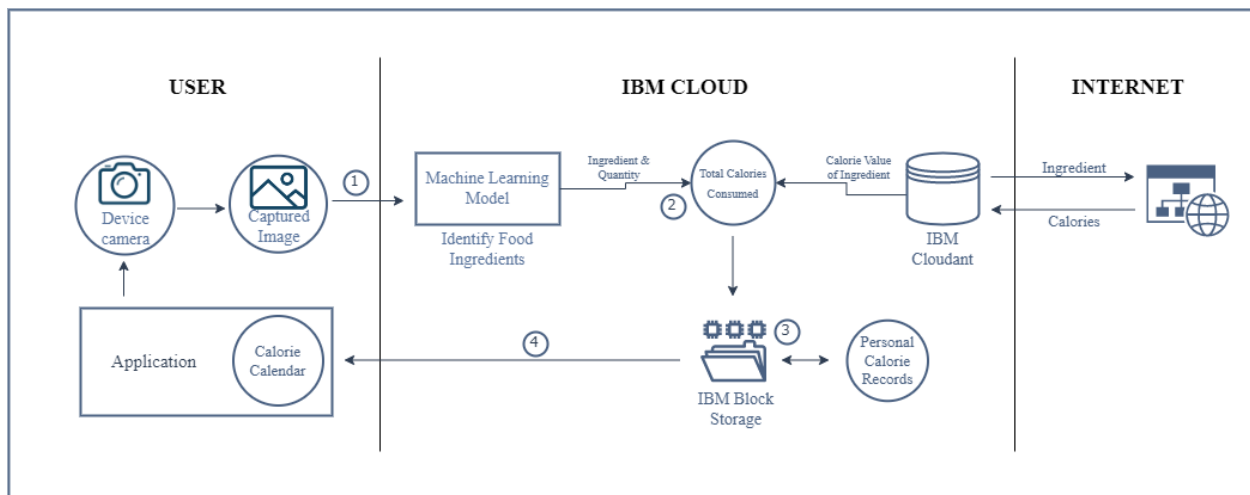 USER
IBM CLOUD
INTERNET
Device
camera
Captured
Image
1
Machine Learning
Model
Identify Food
Ingredients
Ingredient &
Quantity
2
Total Calories
Consumed
Calorie Value
of Ingredient
IBM
Cloudant
Ingredient
Calories
Application
Calorie
Calendar
4
3
IBM Block
Storage
Personal
Calorie
Records